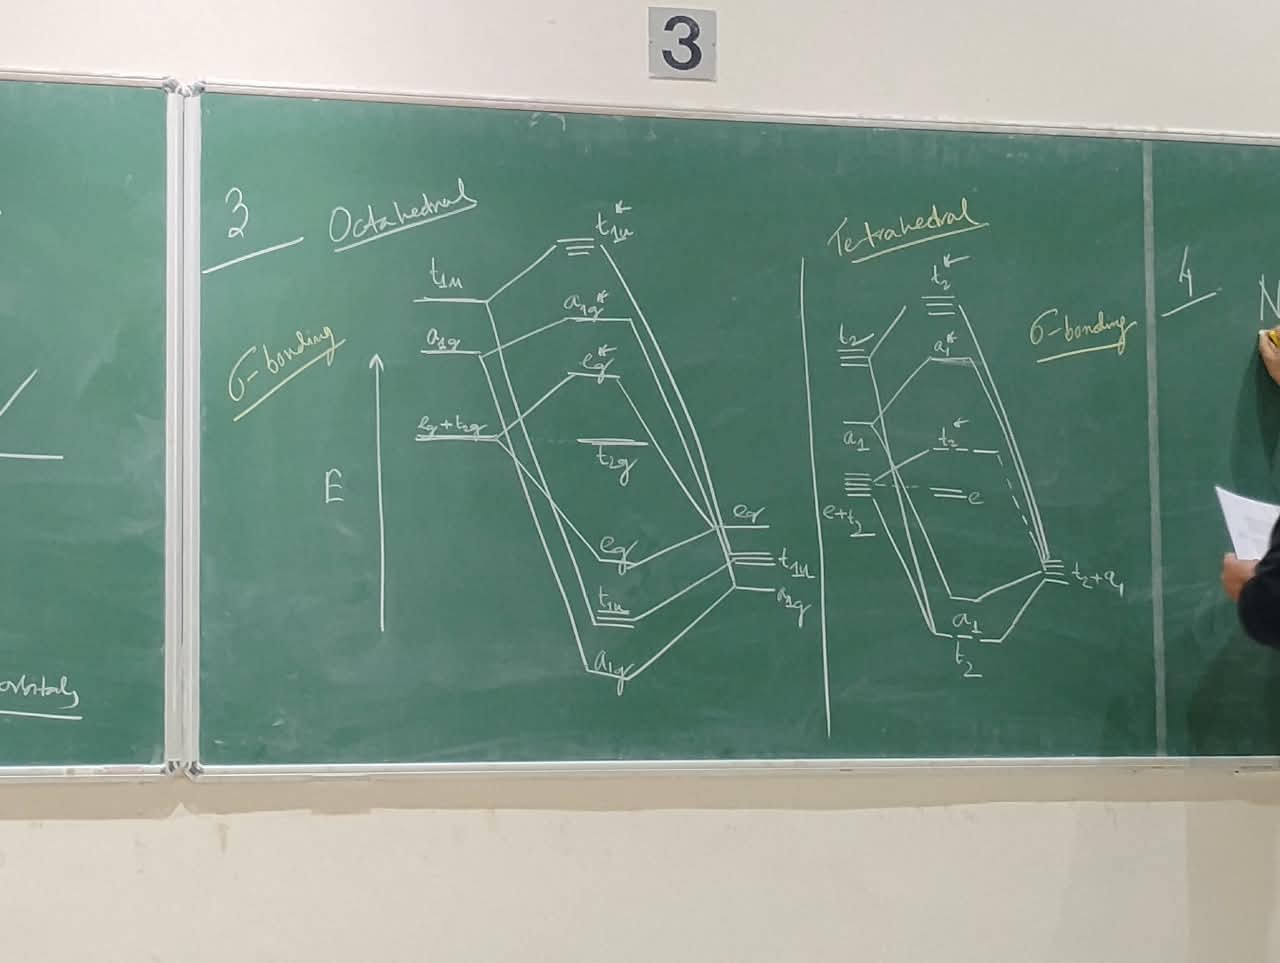 3
orbitals
3
Octahedral
σ-bonding
E
t1u*
t1u
a1g*
a1g
eg*
eg + t2g
t2g
eg
eg
t1u
t1u
a1g
a1g
Tetrahedral
σ-bonding
t2*
t2
a1*
a1
t2*
e
e+t2
t2+a1
a1
t2
4
N